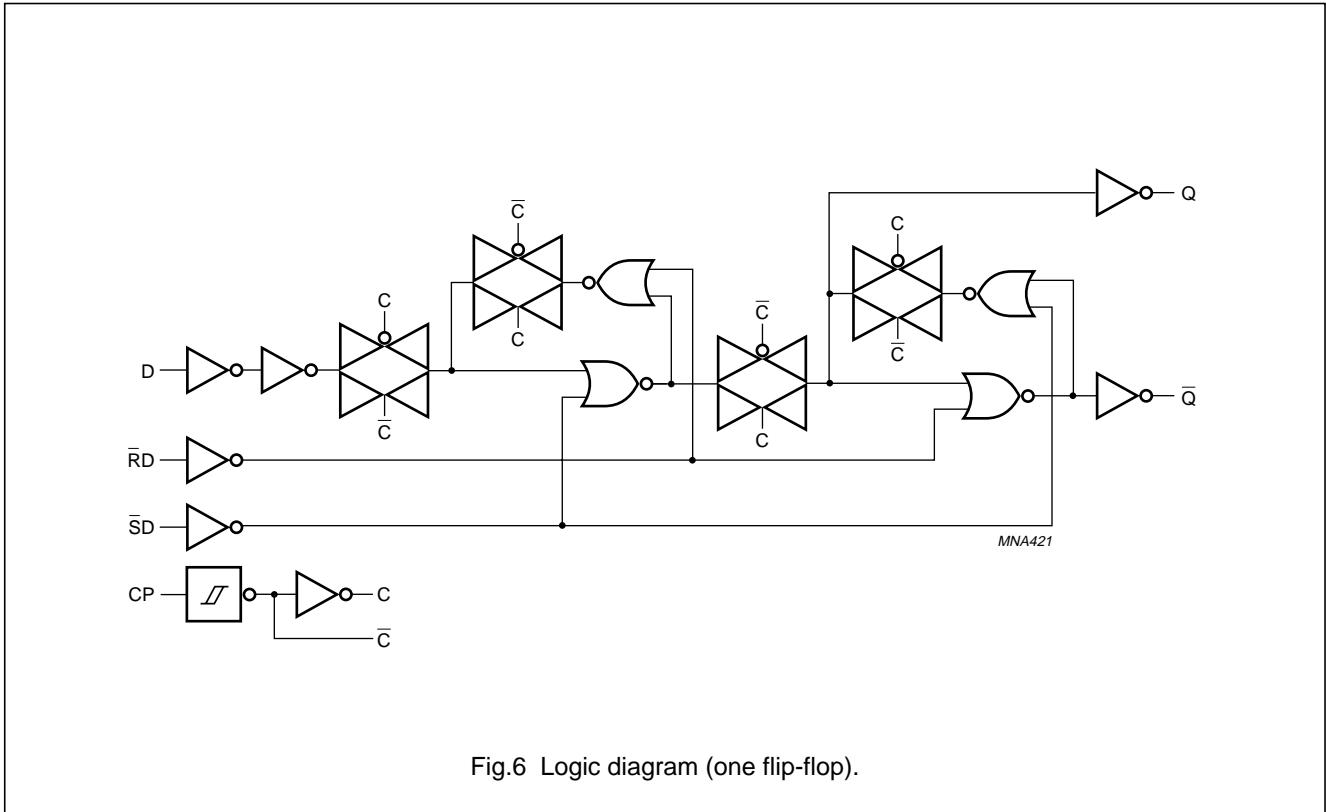 Q
C̅
C
C
C̅
C
C̅
D
C̅
C
Q̅
R̅D
S̅D
MNA421
CP
C
C̅
Fig.6 Logic diagram (one flip-flop).